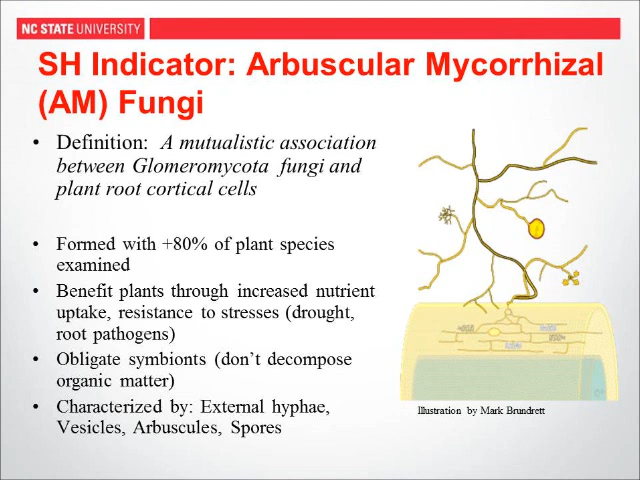 NC STATE UNIVERSITY
SH Indicator: Arbuscular Mycorrhizal
(AM) Fungi
• Definition: A mutualistic association
between Glomeromycota fungi and
plant root cortical cells
• Formed with +80% of plant species
examined
• Benefit plants through increased nutrient
uptake, resistance to stresses (drought,
root pathogens)
• Obligate symbionts (don't decompose
organic matter)
• Characterized by: External hyphae,
Vesicles, Arbuscules, Spores
Illustration by Mark Brundrett